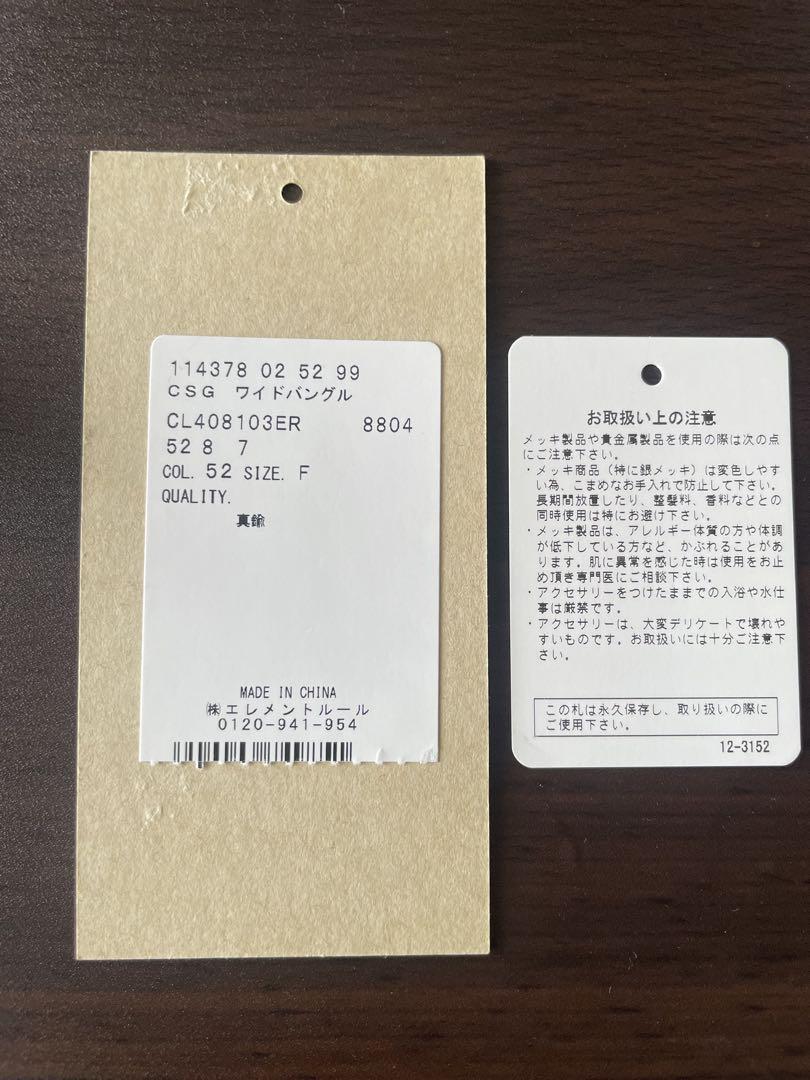 114378 02 52 99
CSG ワイドバングル
CL408103ER 8804
52 8 7
COL. 52 SIZE. F
QUALITY.
真鍮
MADE IN CHINA
㈱エレメントルール
0120-941-954
お取扱い上の注意
メッキ製品や貴金属製品を使用の際は次の点
にご注意下さい。
・メッキ商品（特に銀メッキ）は変色しやす
い為、こまめなお手入れで防止して下さい。
長期間放置したり、整髪料、香料などとの
同時使用は特にお避け下さい。
・メッキ製品は、アレルギー体質の方や体調
が低下している方など、かぶれることがあ
ります。肌に異常を感じた時は使用をお止
め頂き専門医にご相談下さい。
・アクセサリーをつけたままでの入浴や水仕
事は厳禁です。
・アクセサリーは、大変デリケートで壊れや
すいものです。お取扱いには十分ご注意下
さい。
この札は永久保存し、取り扱いの際に
ご使用下さい。
12-3152